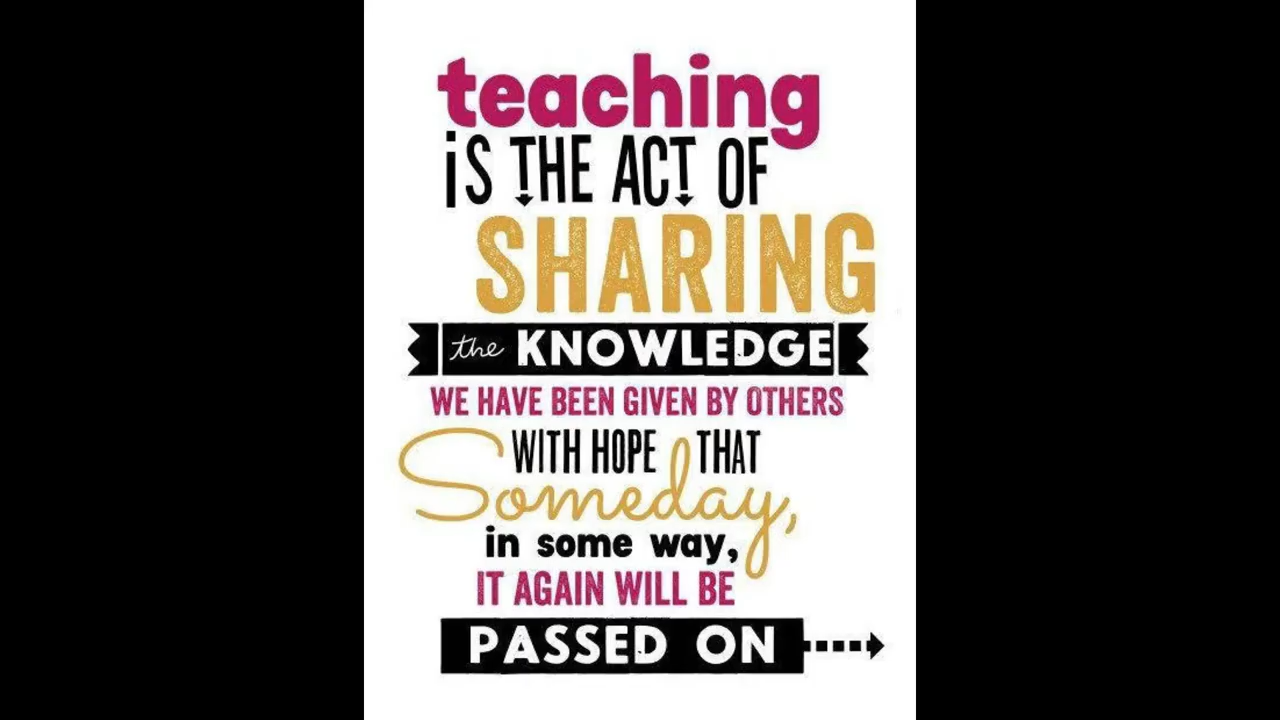 teaching
iS THE ACT OF
SHARING
the KNOWLEDGE
WE HAVE BEEN GIVEN BY OTHERS
WITH HOPE THAT
Someday,
in some way,
IT AGAIN WILL BE
PASSED ON